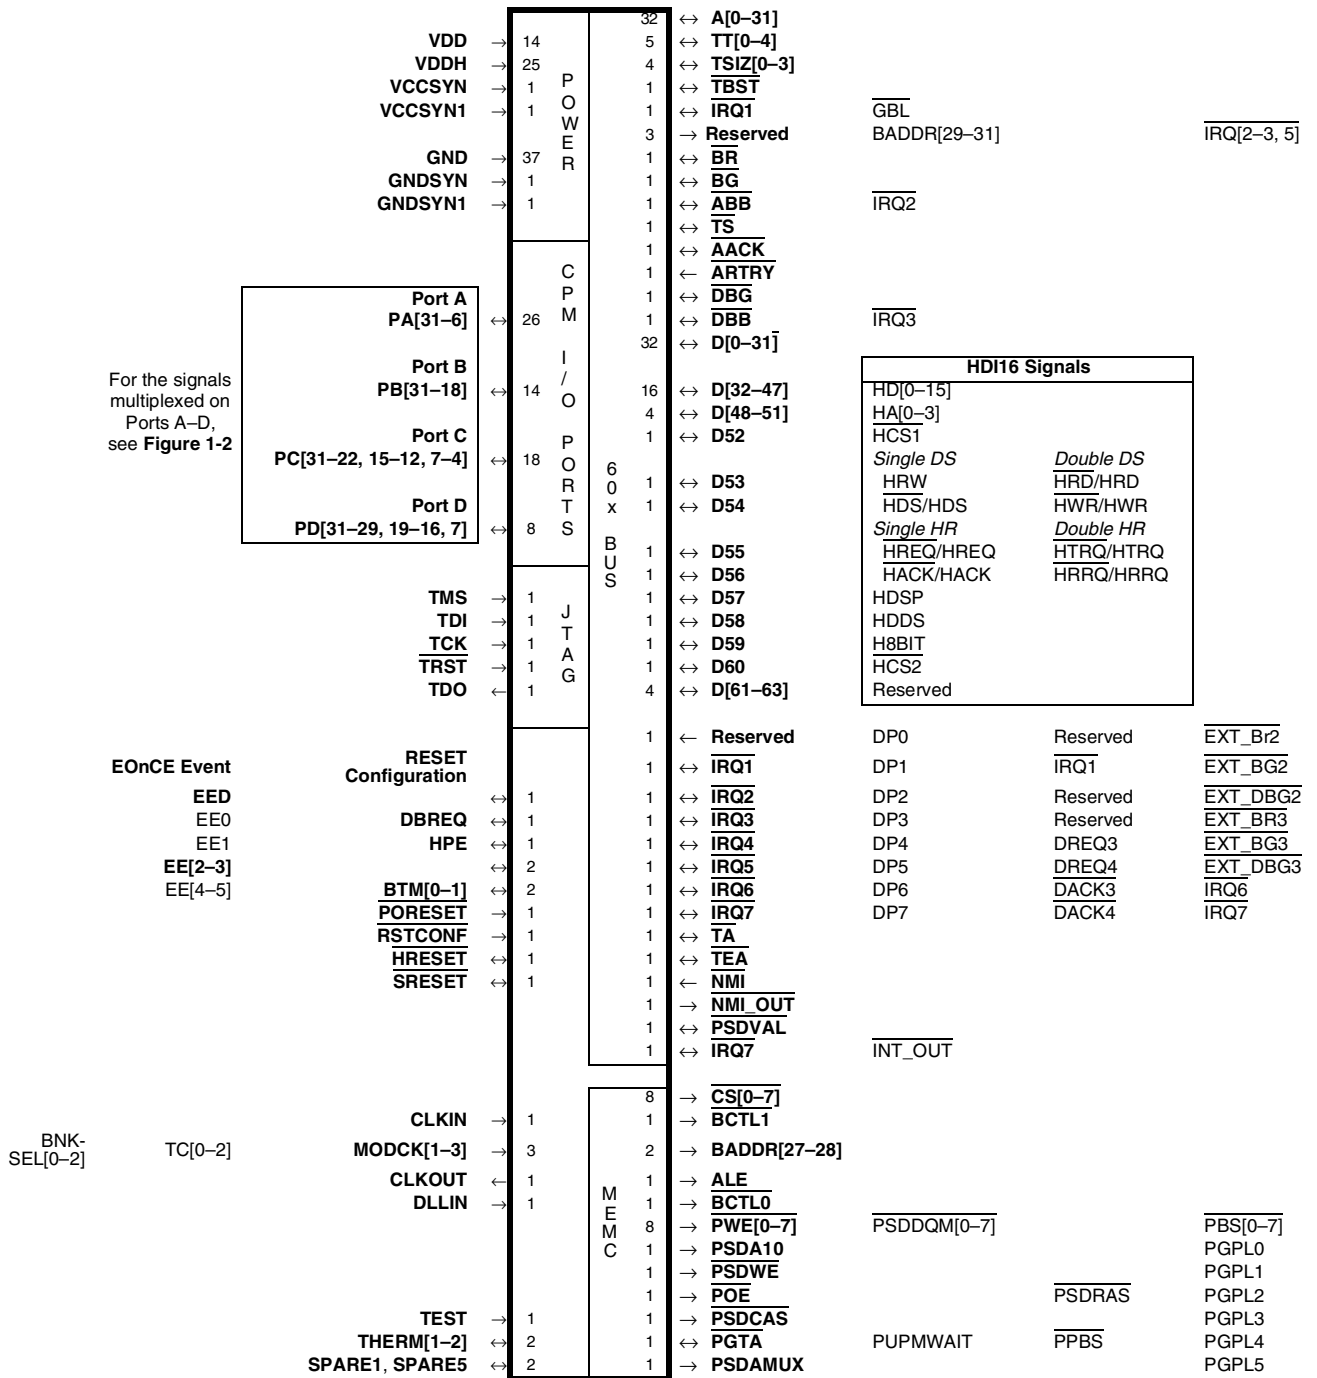 32 ↔ A[0–31]
VDD → 14 5 ↔ TT[0–4]
VDDH → 25 4 ↔ TSIZ[0–3]
VCCSYN → 1 1 ↔ TBST
VCCSYN1 → 1 1 ↔ IRQ1 GBL
3 → Reserved BADDR[29–31] IRQ[2–3, 5]
GND → 37 1 ↔ BR
GNDSYN → 1 1 ↔ BG
GNDSYN1 → 1 1 ↔ ABB IRQ2
POWER
1 ↔ TS
1 ↔ AACK
1 ← ARTRY
Port A 1 ↔ DBG
PA[31–6] ↔ 26 1 ↔ DBB IRQ3
32 ↔ D[0–31]
Port B HDI16 Signals
For the signals
multiplexed on
Ports A–D,
see Figure 1-2
PB[31–18] ↔ 14 16 ↔ D[32–47] HD[0–15]
4 ↔ D[48–51] HA[0–3]
Port C 1 ↔ D52 HCS1
PC[31–22, 15–12, 7–4] ↔ 18 Single DS Double DS
1 ↔ D53 HRW HRD/HRD
Port D 1 ↔ D54 HDS/HDS HWR/HWR
PD[31–29, 19–16, 7] ↔ 8 Single HR Double HR
CPM I/O PORTS
60x BUS
1 ↔ D55 HREQ/HREQ HTRQ/HTRQ
1 ↔ D56 HACK/HACK HRRQ/HRRQ
TMS → 1 1 ↔ D57 HDSP
TDI → 1 1 ↔ D58 HDDS
TCK → 1 1 ↔ D59 H8BIT
TRST → 1 1 ↔ D60 HCS2
TDO ← 1 4 ↔ D[61–63] Reserved
JTAG
1 ← Reserved DP0 Reserved EXT_Br2
EOnCE Event RESET
Configuration 1 ↔ IRQ1 DP1 IRQ1 EXT_BG2
EED ↔ 1 1 ↔ IRQ2 DP2 Reserved EXT_DBG2
EE0 DBREQ ↔ 1 1 ↔ IRQ3 DP3 Reserved EXT_BR3
EE1 HPE ↔ 1 1 ↔ IRQ4 DP4 DREQ3 EXT_BG3
EE[2–3] ↔ 2 1 ↔ IRQ5 DP5 DREQ4 EXT_DBG3
EE[4–5] BTM[0–1] ↔ 2 1 ↔ IRQ6 DP6 DACK3 IRQ6
PORESET → 1 1 ↔ IRQ7 DP7 DACK4 IRQ7
RSTCONF → 1 1 ↔ TA
HRESET ↔ 1 1 ↔ TEA
SRESET ↔ 1 1 ← NMI
1 → NMI_OUT
1 ↔ PSDVAL
1 ↔ IRQ7 INT_OUT
8 → CS[0–7]
CLKIN → 1 1 → BCTL1
BNK-
SEL[0–2] TC[0–2] MODCK[1–3] → 3 2 → BADDR[27–28]
CLKOUT ← 1 1 → ALE
DLLIN → 1 1 → BCTL0
MEMC
8 → PWE[0–7] PSDDQM[0–7] PBS[0–7]
1 → PSDA10 PGPL0
1 → PSDWE PGPL1
1 → POE PSDRAS PGPL2
TEST → 1 1 → PSDCAS PGPL3
THERM[1–2] ↔ 2 1 ↔ PGTA PUPMWAIT PPBS PGPL4
SPARE1, SPARE5 ↔ 2 1 → PSDAMUX PGPL5